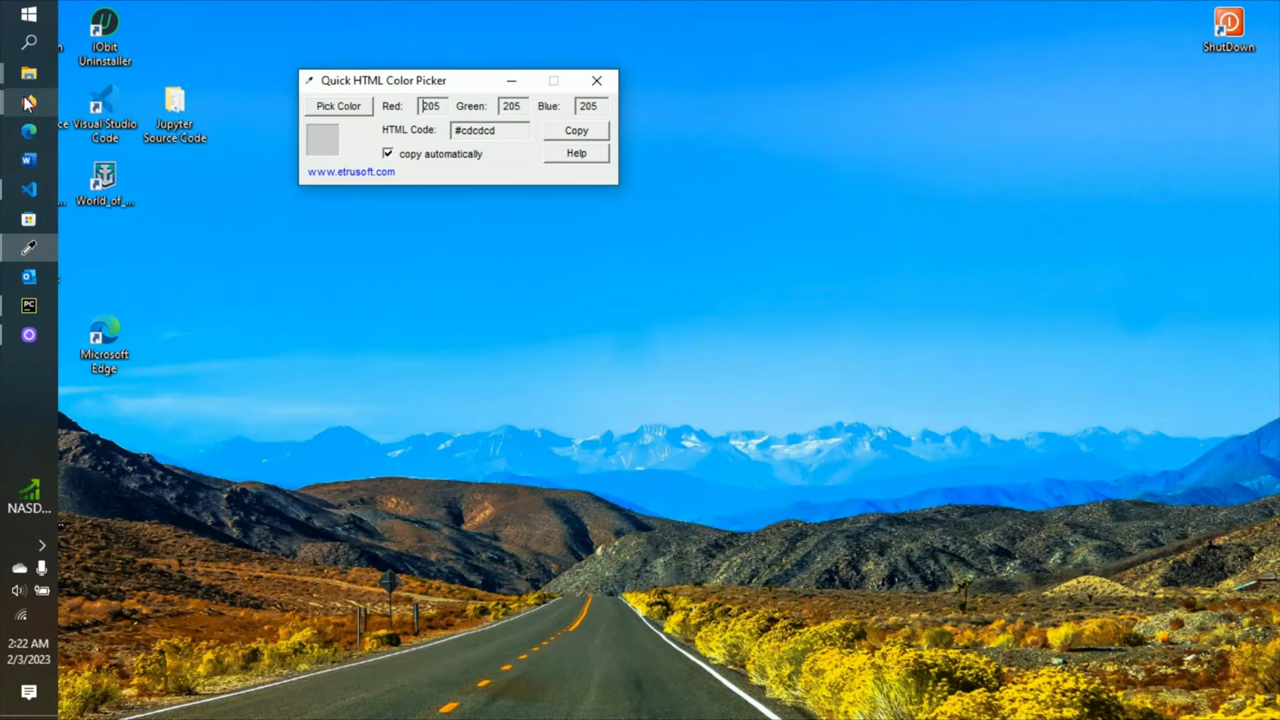 IObit
Uninstaller
ShutDown
Quick HTML Color Picker
Pick Color Red: 205 Green: 205 Blue: 205
HTML Code: #cdcdcd Copy
copy automatically Help
www.etrusoft.com
Visual Studio
Code
Jupyter
Source Code
World_of_...
W
PC
Microsoft
Edge
NASD...
2:22 AM
2/3/2023